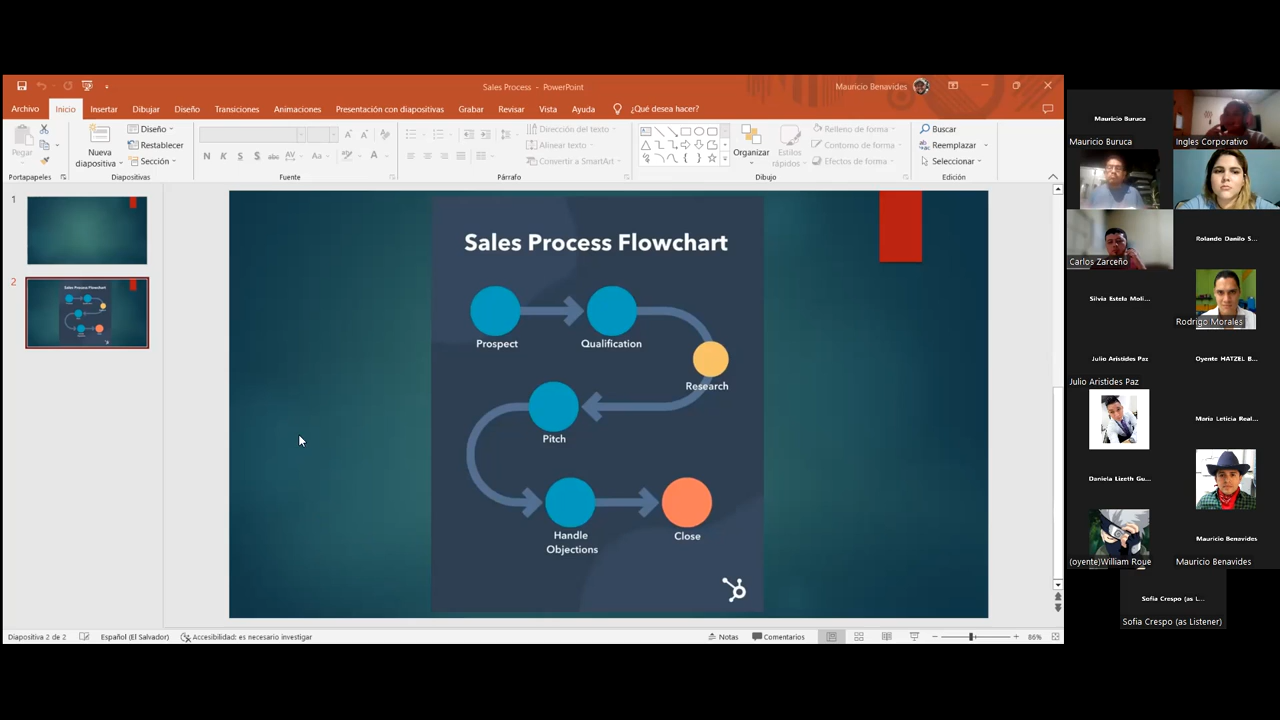 Sales Process - PowerPoint
Mauricio Benavides
Archivo Inicio Insertar Dibujar Diseño Transiciones Animaciones Presentación con diapositivas Grabar Revisar Vista Ayuda ¿Qué desea hacer?
Pegar
Nueva
diapositiva
Diseño
Restablecer
Sección
N K S S abc AV Aa A
Dirección del texto
Alinear texto
Convertir a SmartArt
Organizar
Estilos
rápidos
Relleno de forma
Contorno de forma
Efectos de forma
Buscar
Reemplazar
Seleccionar
Portapapeles Diapositivas Fuente Párrafo Dibujo Edición
1
2
Sales Process Flowchart
Prospect
Qualification
Research
Pitch
Handle
Objections
Close
Diapositiva 2 de 2 Español (El Salvador) Accesibilidad: es necesario investigar Notas Comentarios 86%
Mauricio Buruca
Mauricio Buruca
Ingles Corporativo
Carlos Zarceño
Rolando Danilo S...
Silvia Estela Moli...
Rodrigo Morales
Julio Aristides Paz
Julio Aristides Paz
Oyente HATZEL B...
María Leticia Real...
Daniela Lizeth Gu...
(oyente)William Roue
Mauricio Benavides
Mauricio Benavides
Sofia Crespo (as L...
Sofia Crespo (as Listener)